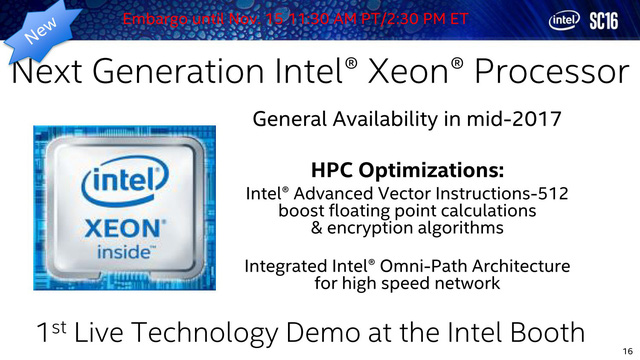 New
Embargo until Nov. 15 11:30 AM PT/2:30 PM ET
intel
SC16
Next Generation Intel® Xeon® Processor
General Availability in mid-2017
intel®
XEON®
inside™
HPC Optimizations:
Intel® Advanced Vector Instructions-512
boost floating point calculations
& encryption algorithms
Integrated Intel® Omni-Path Architecture
for high speed network
1st Live Technology Demo at the Intel Booth
16